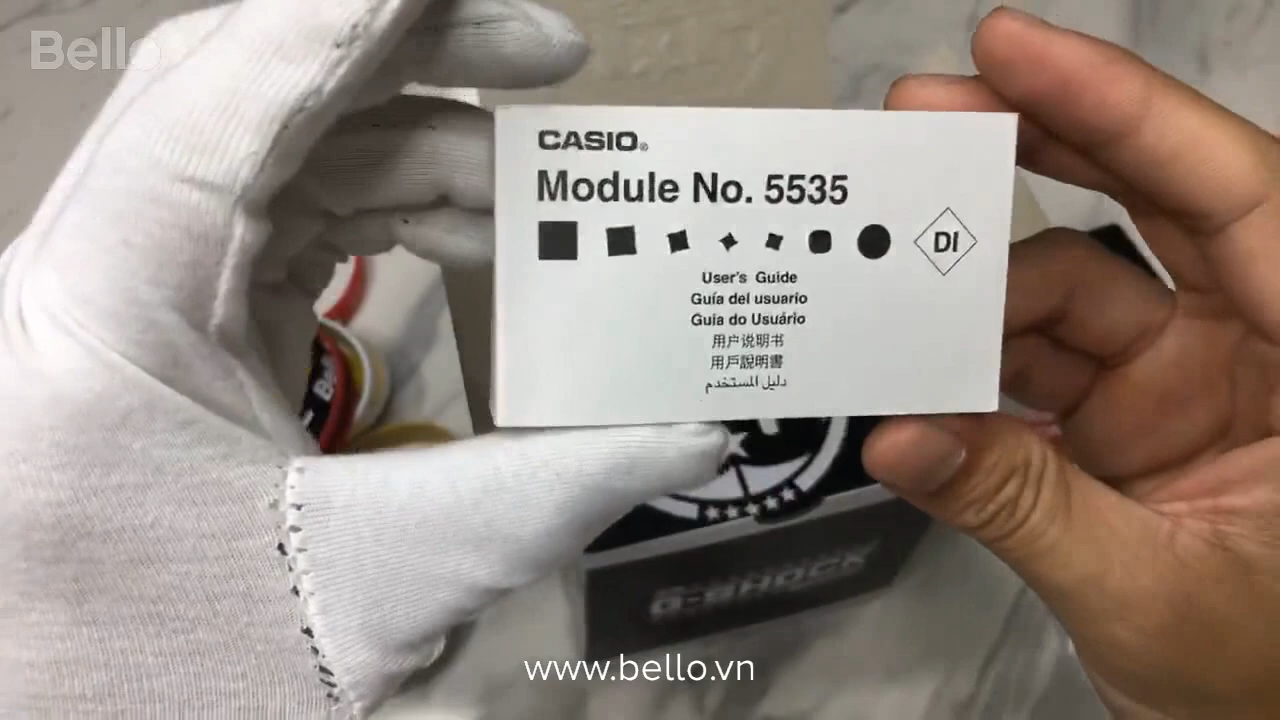 Bello
CASIO®
Module No. 5535
DI
User's Guide
Guía del usuario
Guia do Usuário
用户说明书
用戶說明書
دليل المستخدم
G-SHOCK
www.bello.vn